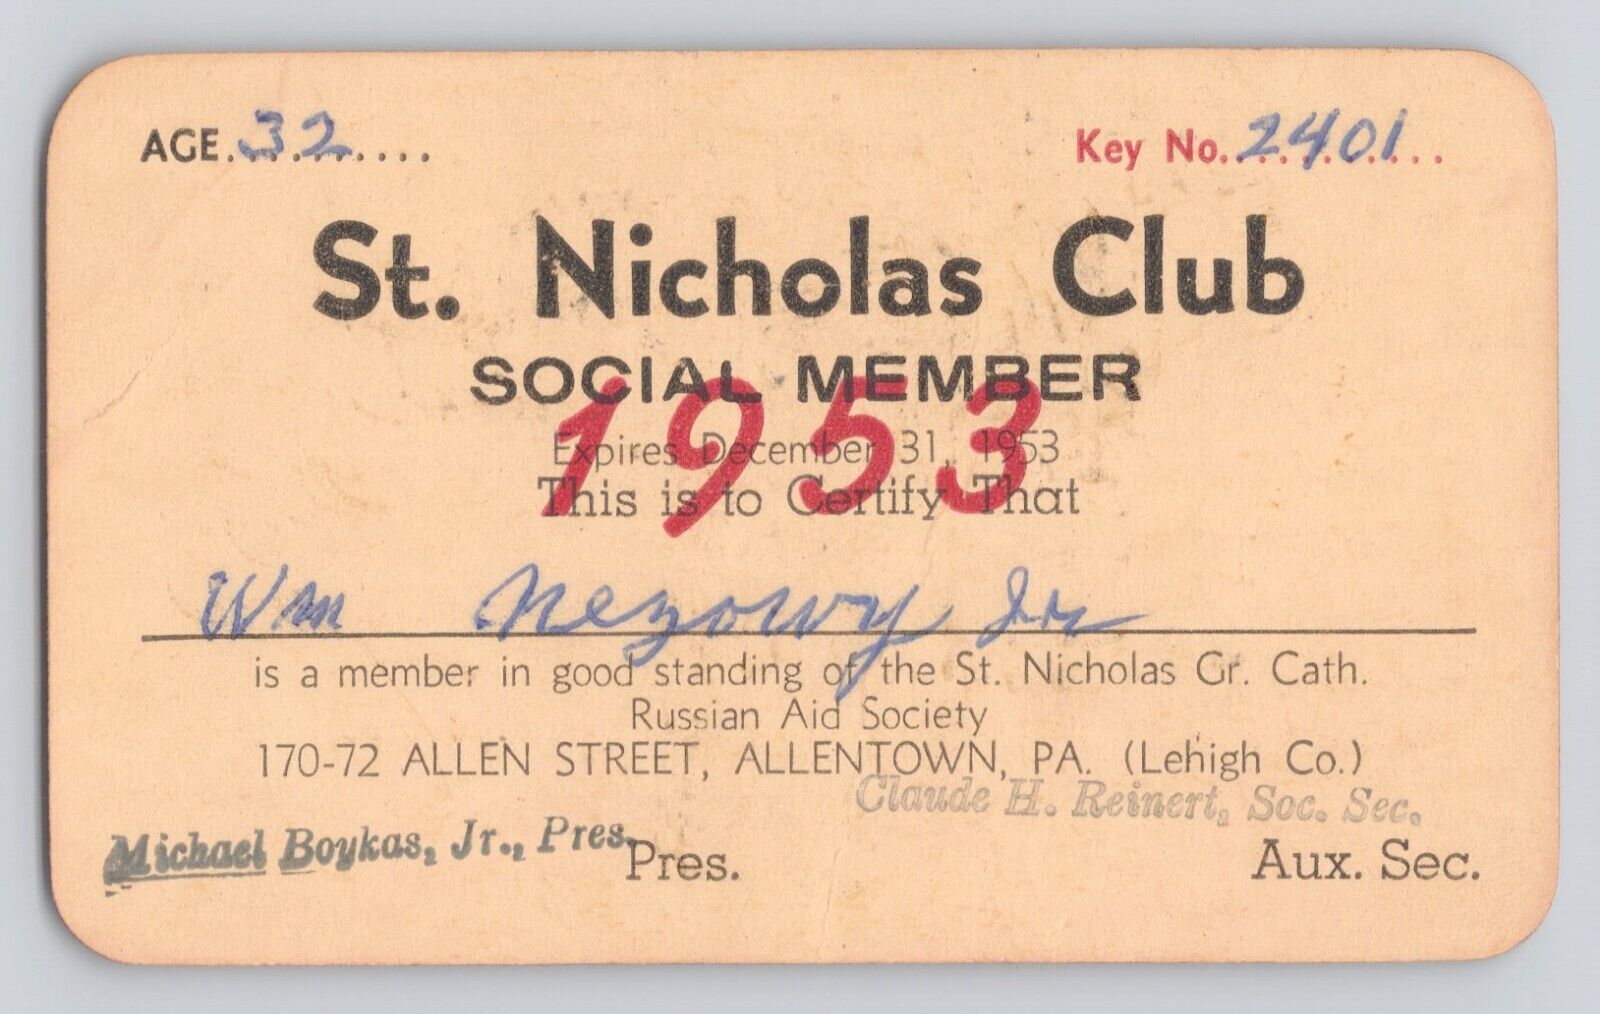 AGE.32.......... Key No.2401..........
St. Nicholas Club
SOCIAL MEMBER
1953
Expires December 31, 1953
This is to Certify That
Wm Nezowy Jr
is a member in good standing of the St. Nicholas Gr. Cath.
Russian Aid Society
170-72 ALLEN STREET, ALLENTOWN, PA. (Lehigh Co.)
Claude H. Reinert, Soc. Sec.
Michael Boykas, Jr., Pres.
Pres. Aux. Sec.